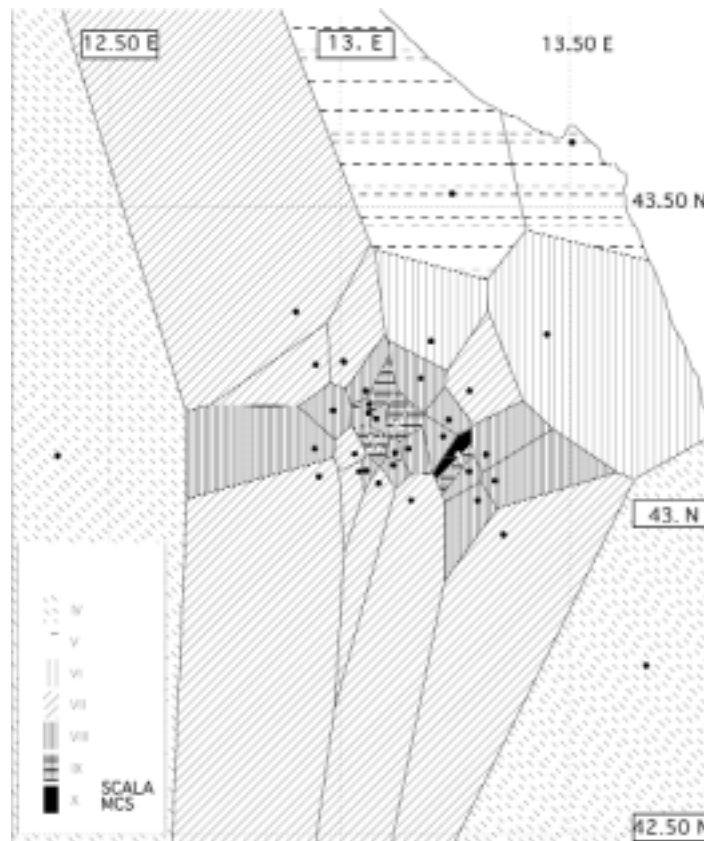 12.50 E
13. E
13.50 E
43.50 N
43. N
IV
V
VI
VII
VIII
IX
X
SCALA
MCS
42.50 N